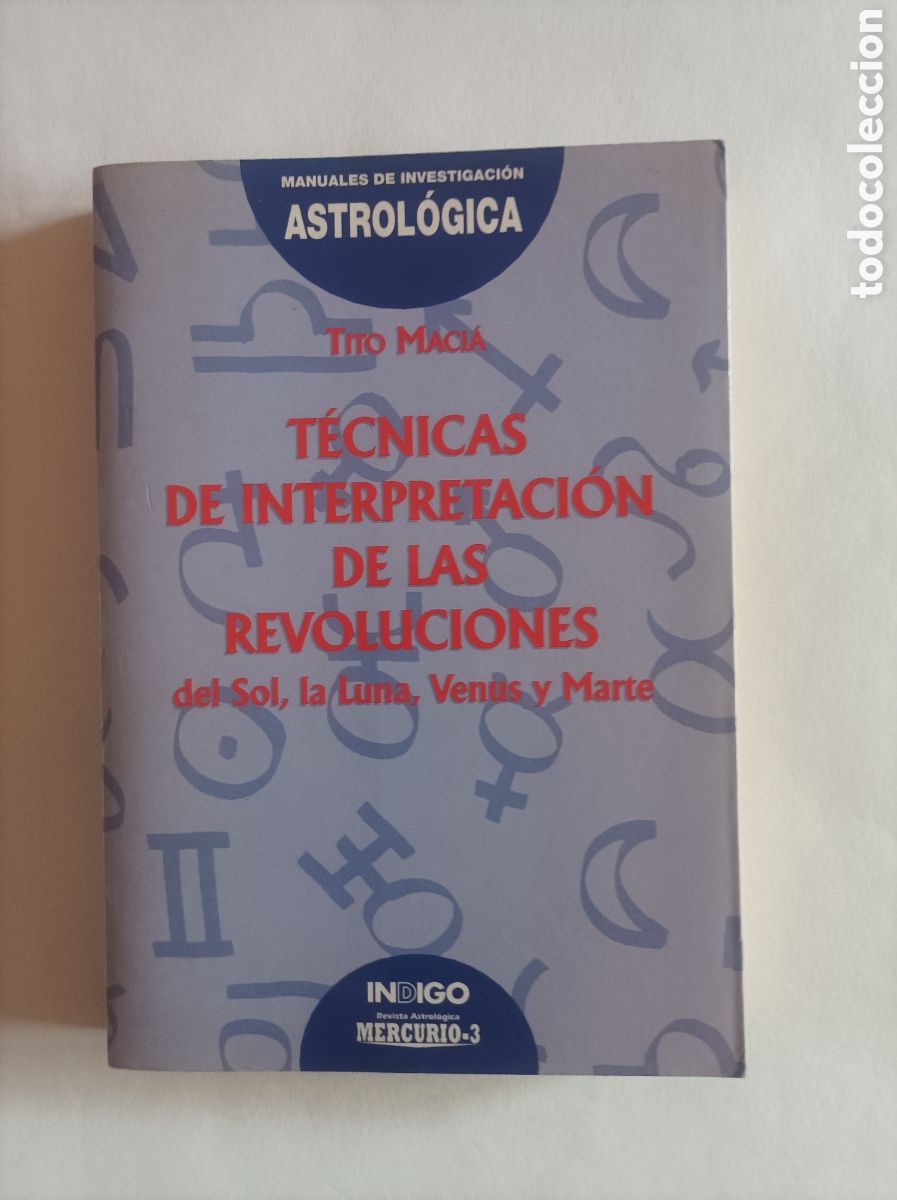 MANUALES DE INVESTIGACIÓN
ASTROLÓGICA
TITO MACIÁ
TÉCNICAS
DE INTERPRETACIÓN
DE LAS
REVOLUCIONES
del Sol, la Luna, Venus y Marte
INDIGO
Revista Astrológica
MERCURIO-3
todocoleccion